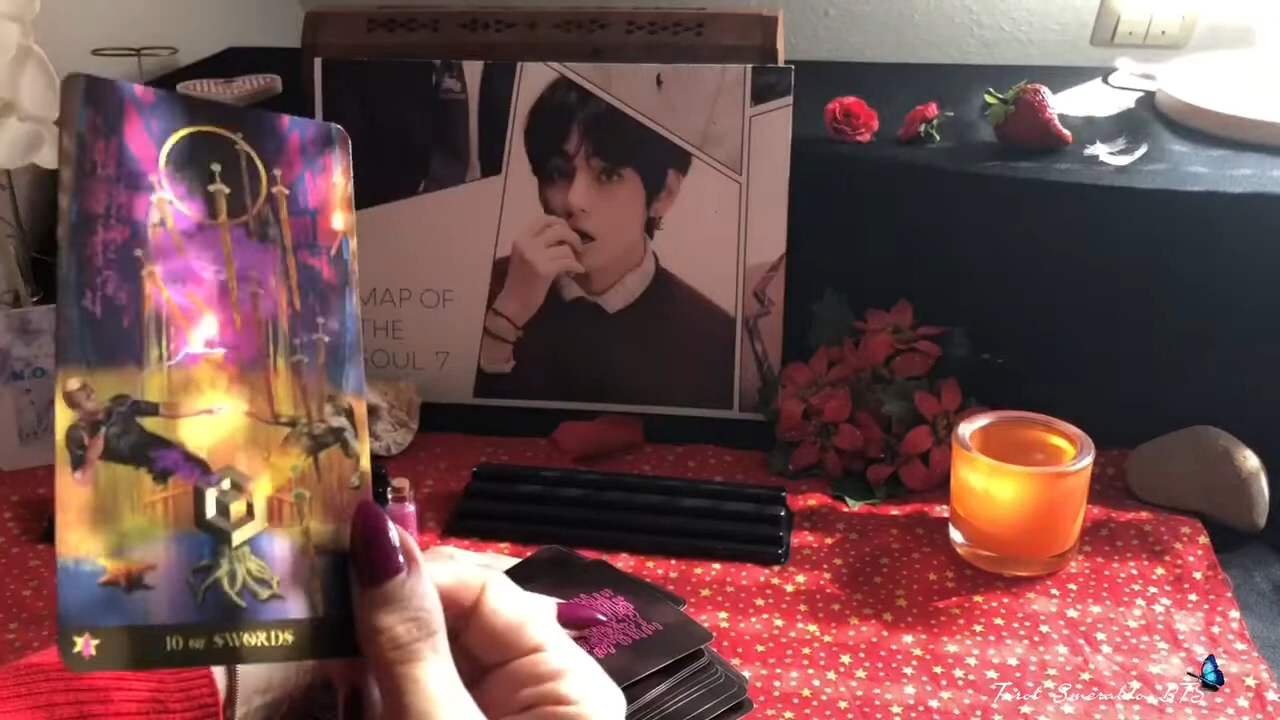 MAP OF
THE
SOUL 7
10 OF SWORDS
Tarot Smeraldo BTS